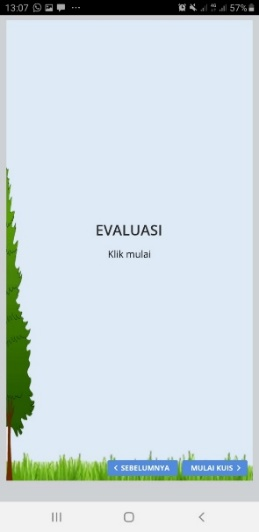 13:07 57%
EVALUASI
Klik mulai
< SEBELUMNYA MULAI KUIS >